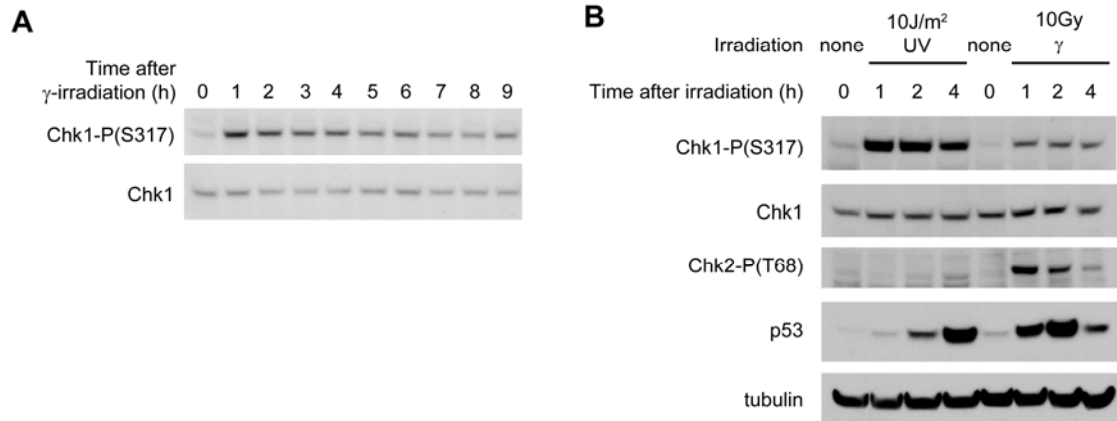 A
Time after
γ-irradiation (h) 0 1 2 3 4 5 6 7 8 9
Chk1-P(S317)
Chk1
B
10J/m² 10Gy
Irradiation none UV none γ
Time after irradiation (h) 0 1 2 4 0 1 2 4
Chk1-P(S317)
Chk1
Chk2-P(T68)
p53
tubulin